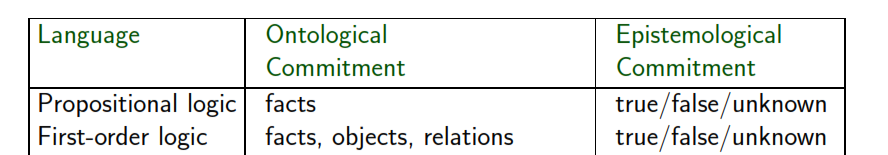 Language Ontological Epistemological
Commitment Commitment
Propositional logic facts true/false/unknown
First-order logic facts, objects, relations true/false/unknown